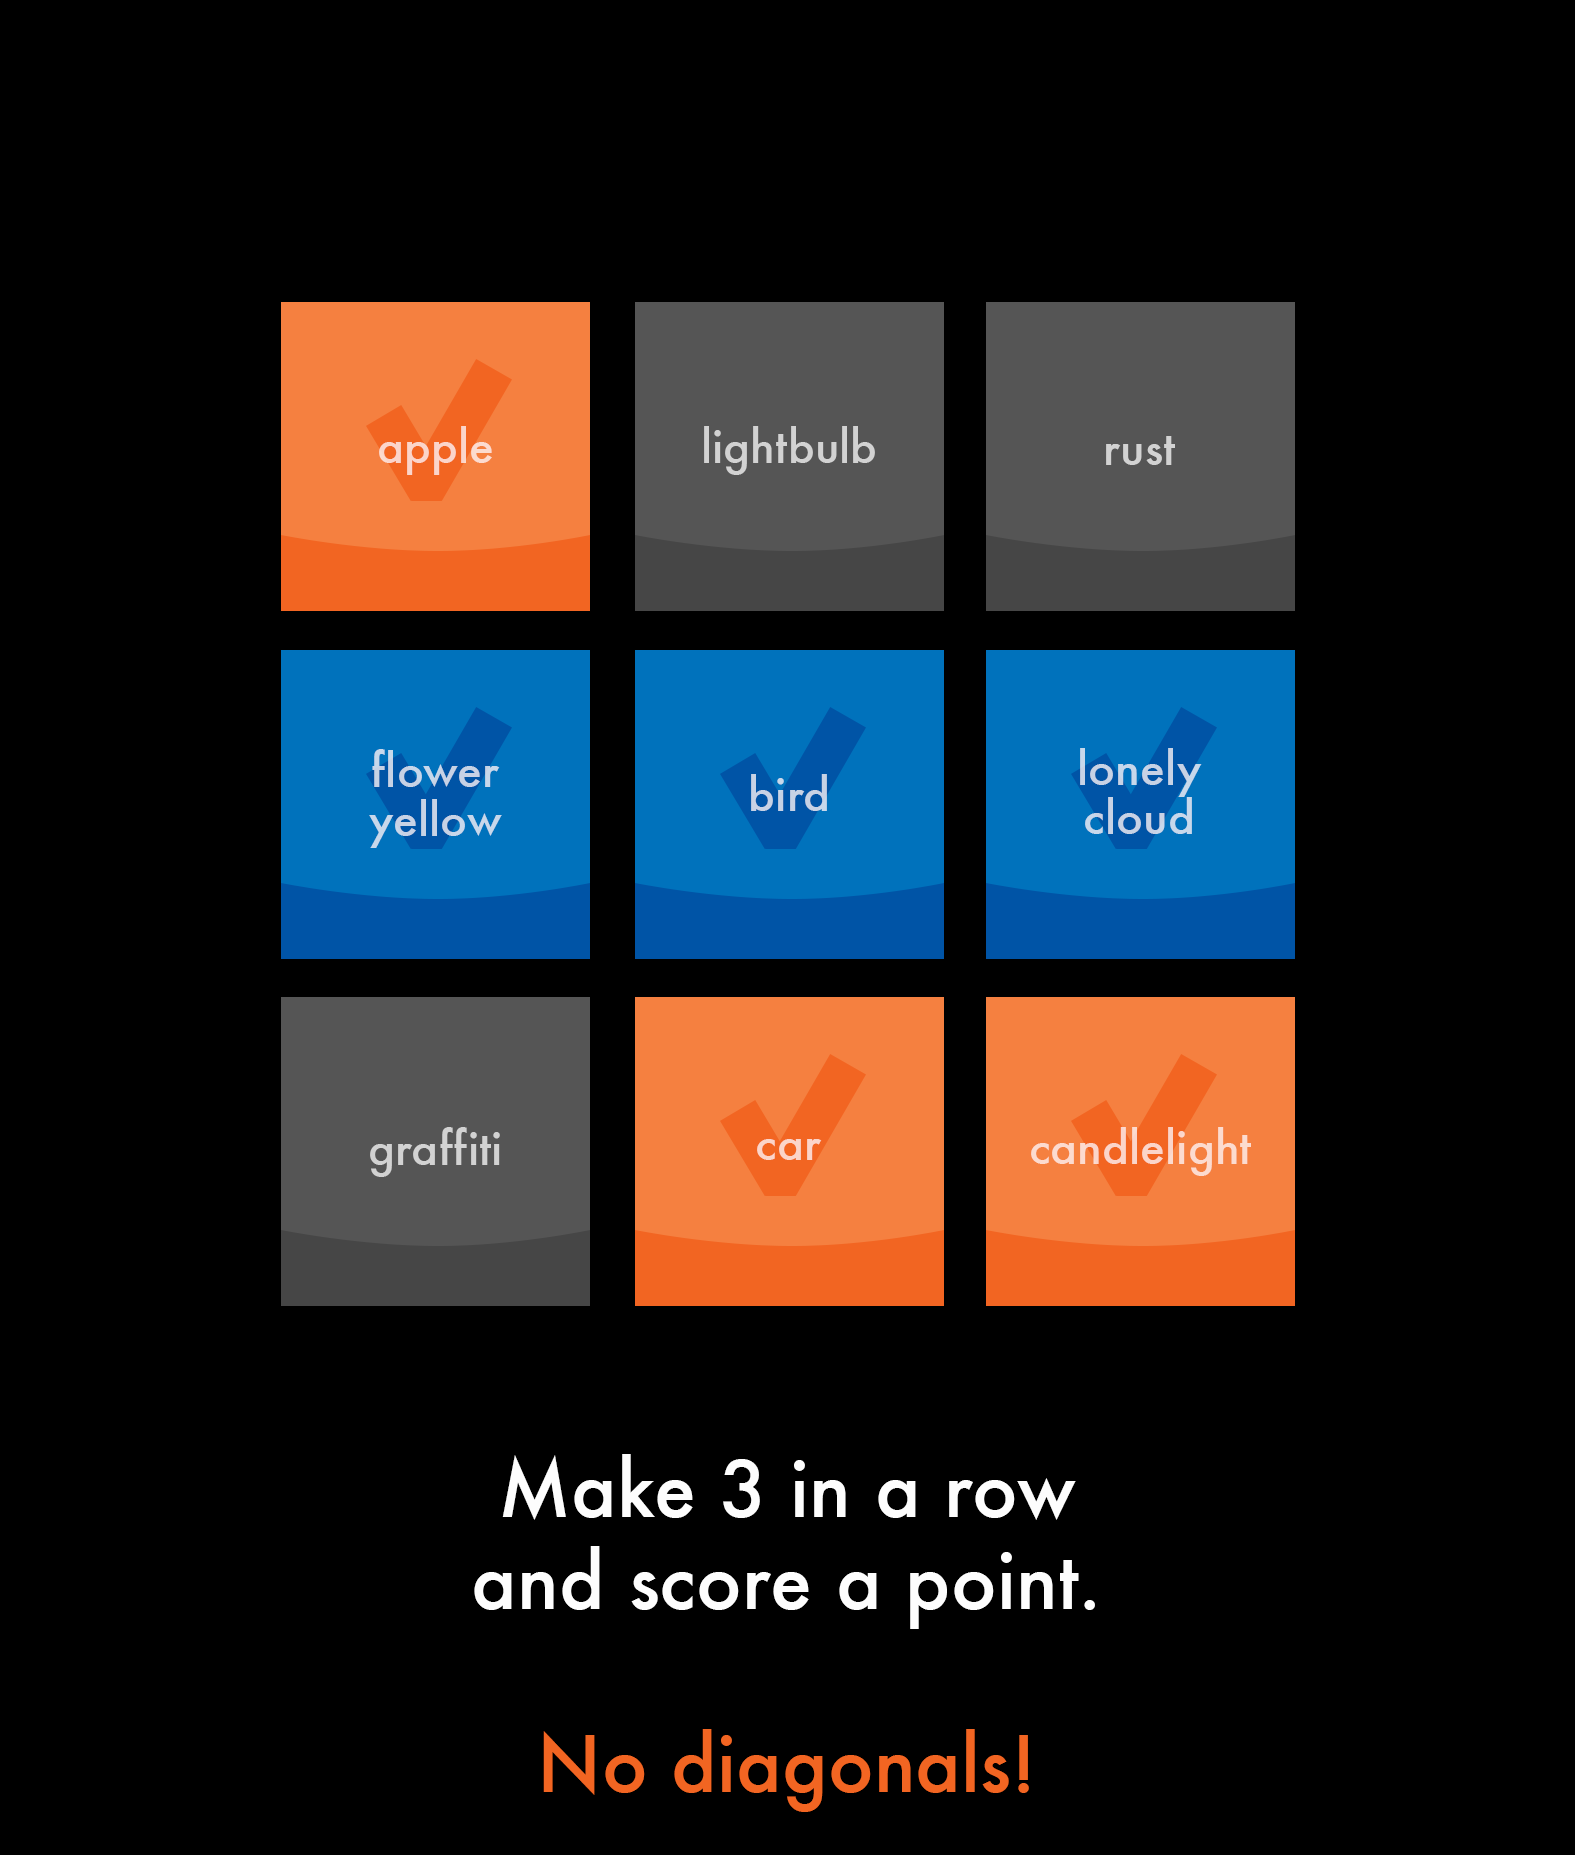 apple
lightbulb
rust
flower
yellow
bird
lonely
cloud
graffiti
car
candlelight
Make 3 in a row
and score a point.
No diagonals!